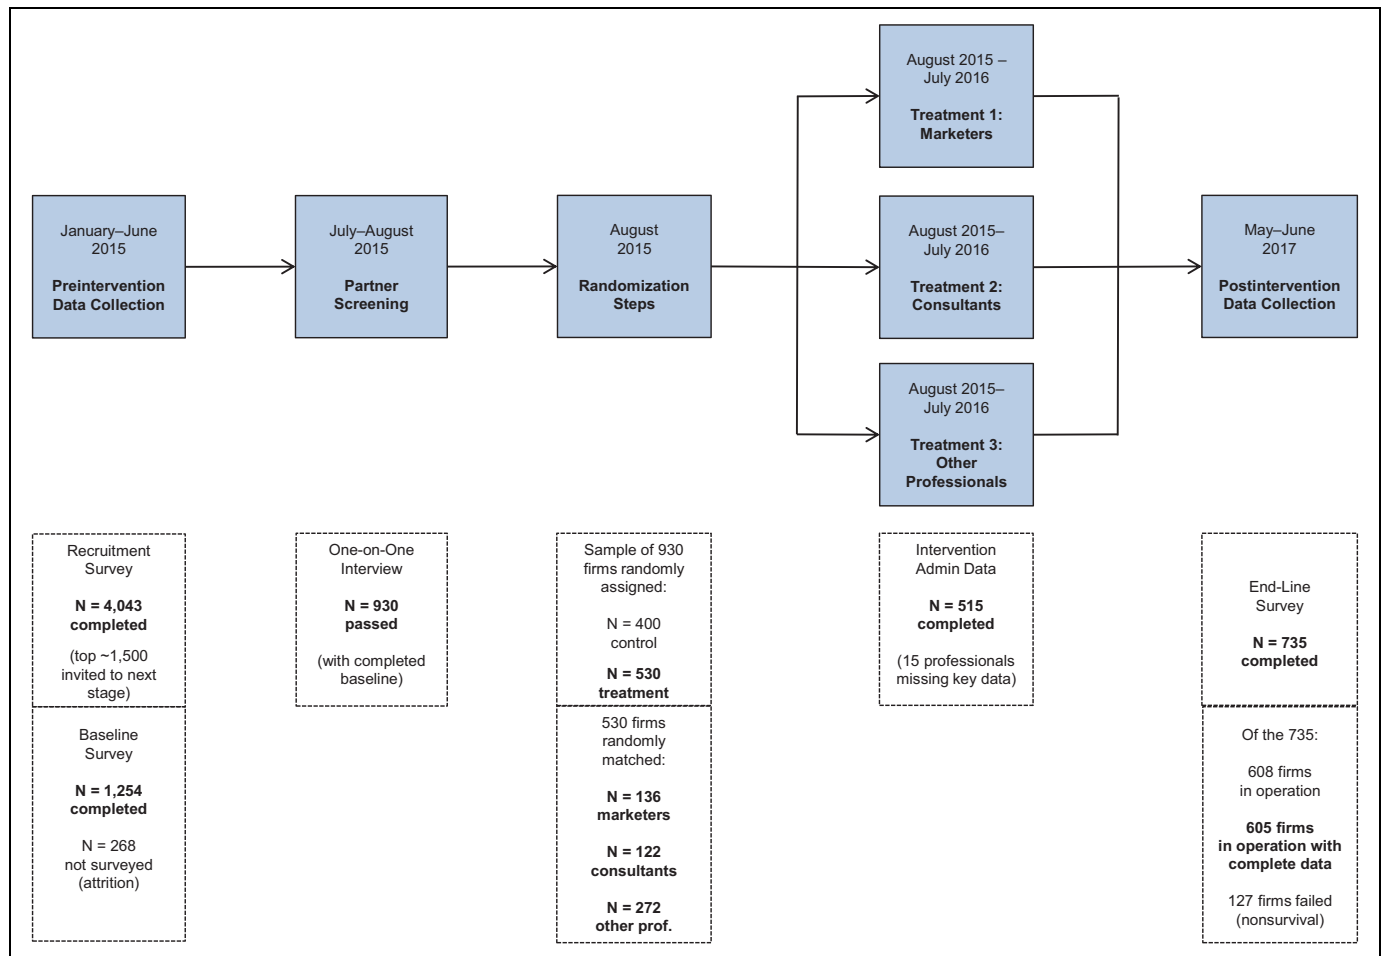 January–June
2015
Preintervention
Data Collection
July–August
2015
Partner
Screening
August
2015
Randomization
Steps
August 2015 –
July 2016
Treatment 1:
Marketers
August 2015–
July 2016
Treatment 2:
Consultants
August 2015–
July 2016
Treatment 3:
Other
Professionals
May–June
2017
Postintervention
Data Collection
Recruitment
Survey
N = 4,043
completed
(top ~1,500
invited to next
stage)
Baseline
Survey
N = 1,254
completed
N = 268
not surveyed
(attrition)
One-on-One
Interview
N = 930
passed
(with completed
baseline)
Sample of 930
firms randomly
assigned:
N = 400
control
N = 530
treatment
530 firms
randomly
matched:
N = 136
marketers
N = 122
consultants
N = 272
other prof.
Intervention
Admin Data
N = 515
completed
(15 professionals
missing key data)
End-Line
Survey
N = 735
completed
Of the 735:
608 firms
in operation
605 firms
in operation with
complete data
127 firms failed
(nonsurvival)